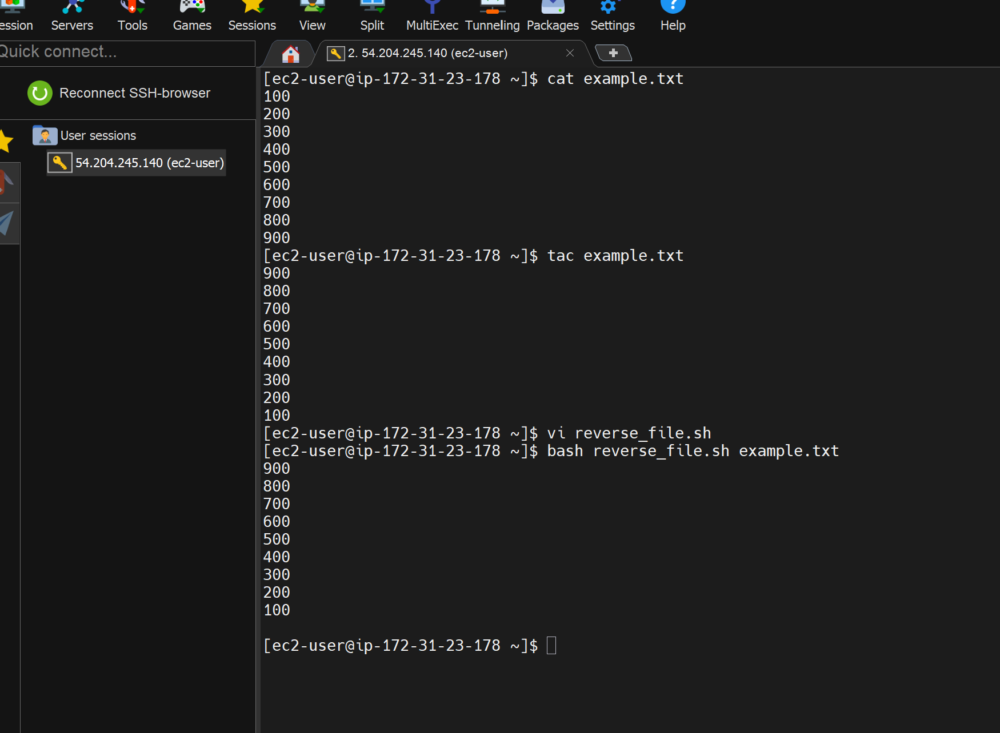 ession Servers Tools Games Sessions View Split MultiExec Tunneling Packages Settings Help
Quick connect...
2. 54.204.245.140 (ec2-user)
Reconnect SSH-browser
User sessions
54.204.245.140 (ec2-user)
[ec2-user@ip-172-31-23-178 ~]$ cat example.txt
100
200
300
400
500
600
700
800
900
[ec2-user@ip-172-31-23-178 ~]$ tac example.txt
900
800
700
600
500
400
300
200
100
[ec2-user@ip-172-31-23-178 ~]$ vi reverse_file.sh
[ec2-user@ip-172-31-23-178 ~]$ bash reverse_file.sh example.txt
900
800
700
600
500
400
300
200
100
[ec2-user@ip-172-31-23-178 ~]$